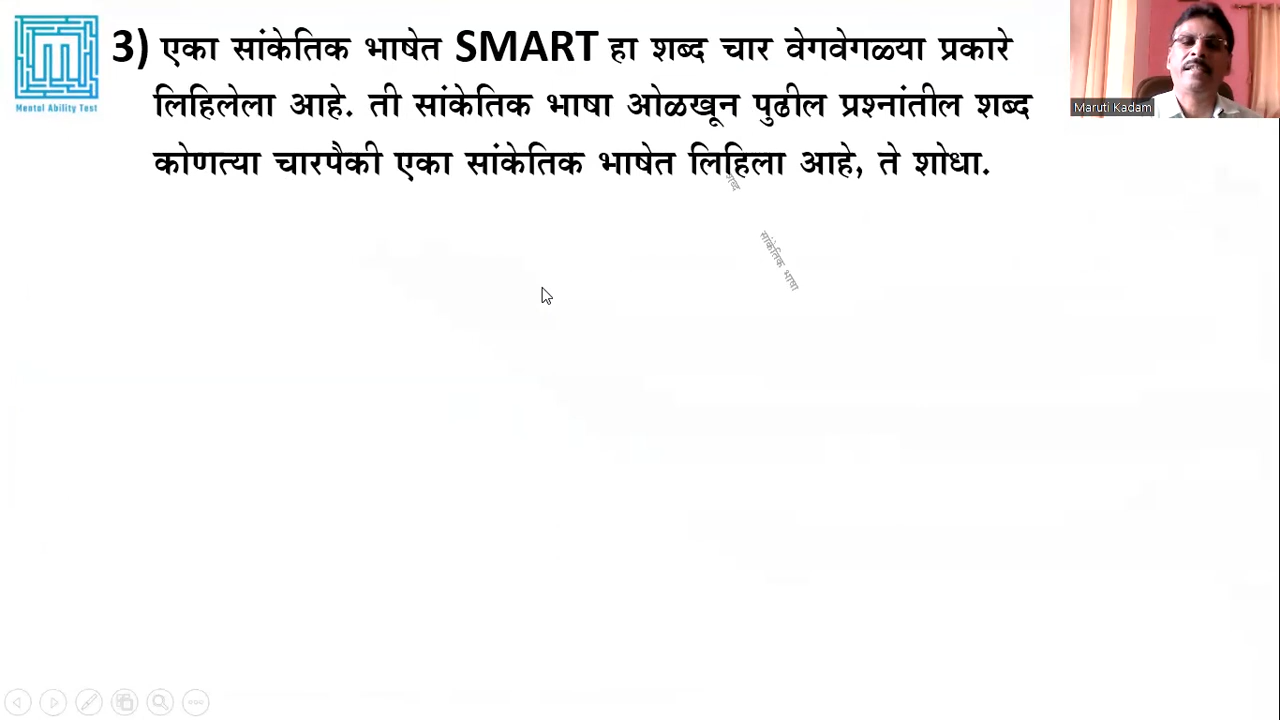 3) एका सांकेतिक भाषेत SMART हा शब्द चार वेगवेगळ्या प्रकारे
लिहिलेला आहे. ती सांकेतिक भाषा ओळखून पुढील प्रश्नांतील शब्द
कोणत्या चारपैकी एका सांकेतिक भाषेत लिहिला आहे, ते शोधा.
शब्द
सांकेतिक भाषा
Mental Ability Test
Maruti Kadam